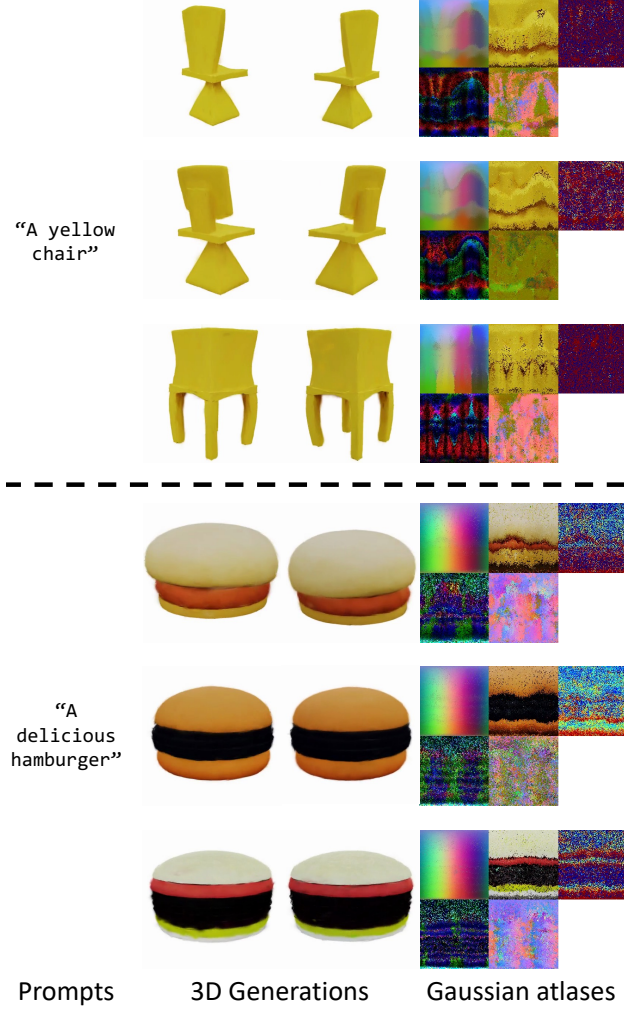 “A yellow
chair”
“A
delicious
hamburger”
Prompts
3D Generations
Gaussian atlases